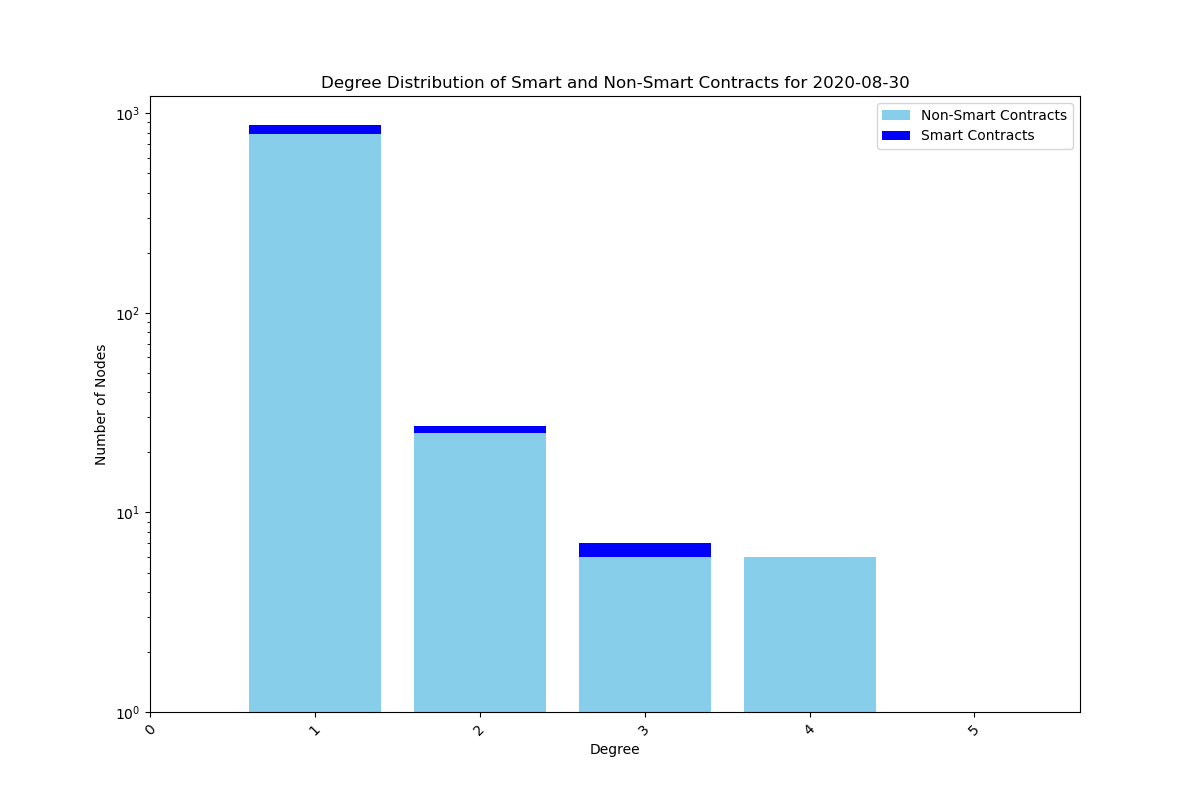 Degree Distribution of Smart and Non-Smart Contracts for 2020-08-30
Non-Smart Contracts
Smart Contracts
Number of Nodes
10³
10²
10¹
10⁰
0 1 2 3 4 5
Degree